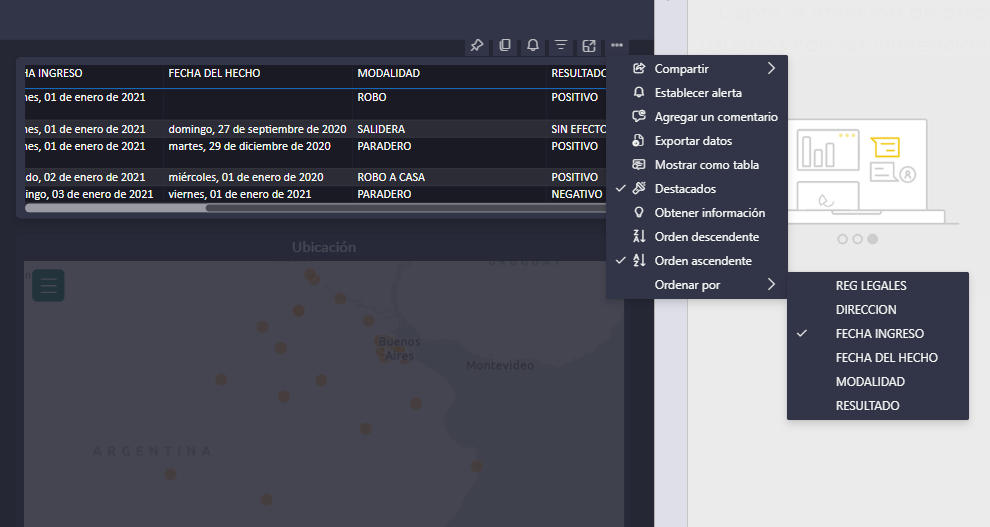 IA INGRESO FECHA DEL HECHO MODALIDAD RESULTADO
nes, 01 de enero de 2021 ROBO POSITIVO
nes, 01 de enero de 2021 domingo, 27 de septiembre de 2020 SALIDERA SIN EFECTO
nes, 01 de enero de 2021 martes, 29 de diciembre de 2020 PARADERO
do, 02 de enero de 2021 miércoles, 01 de enero de 2020 ROBO A CASA POSITIVO
ingo, 03 de enero de 2021 viernes, 01 de enero de 2021 PARADERO NEGATIVO
Compartir
Establecer alerta
Agregar un comentario
Exportar datos
Mostrar como tabla
Destacados
Obtener información
Orden descendente
Orden ascendente
Ordenar por
REG LEGALES
DIRECCION
FECHA INGRESO
FECHA DEL HECHO
MODALIDAD
RESULTADO
Ubicación
URUGUAY
Buenos
Aires
Montevideo
ARGENTINA